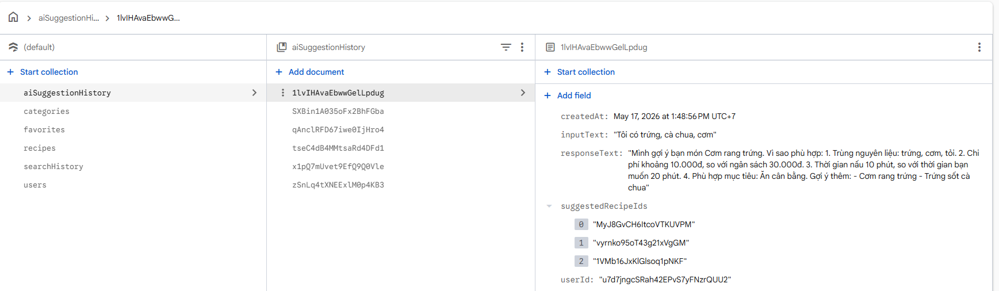 aiSuggestionHi... 1lvIHAvaEbwwG...
(default)
Start collection
aiSuggestionHistory
categories
favorites
recipes
searchHistory
users
aiSuggestionHistory
Add document
1lvIHAvaEbwwGelLpdug
SXBin1A035oFx2BhFGba
qAnclRFD67iwe0IjHro4
tseC4dB4MMtsaRd4DFd1
x1pQ7mUvet9EfQ9Q0Vle
zSnLq4tXNEExlM0p4KB3
1lvIHAvaEbwwGelLpdug
Start collection
Add field
createdAt: May 17, 2026 at 1:48:56 PM UTC+7
inputText: "Tôi có trứng, cà chua, cơm"
responseText: "Mình gợi ý bạn món Cơm rang trứng. Vì sao phù hợp: 1. Trùng nguyên liệu: trứng, cơm, tỏi. 2. Chi
phí khoảng 10.000đ, so với ngân sách 30.000đ. 3. Thời gian nấu 10 phút, so với thời gian bạn
muốn 20 phút. 4. Phù hợp mục tiêu: Ăn cân bằng. Gợi ý thêm: - Cơm rang trứng - Trứng sốt cà
chua"
suggestedRecipeIds
0 "MyJ8GvCH6ItcoVTKUVPM"
1 "vyrnko95oT43g21xVgGM"
2 "1VMb16JxKlGlsoq1pNKF"
userId: "u7d7jngcSRah42EPvS7yFNzrQUU2"